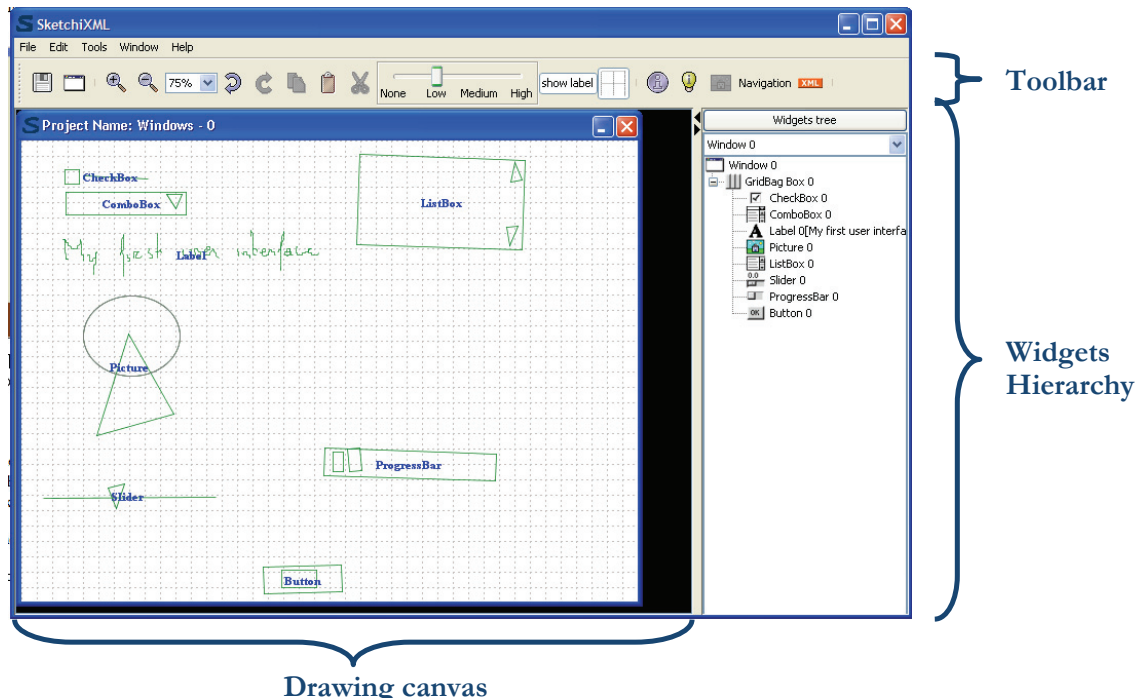 SketchiXML
File Edit Tools Window Help
75% None Low Medium High show label Navigation XML
Toolbar
Project Name: Windows - 0
Widgets tree
Window 0
Window 0
GridBag Box 0
CheckBox 0
ComboBox 0
Label 0[My first user interfa
Picture 0
ListBox 0
0.0
Slider 0
ProgressBar 0
OK Button 0
CheckBox
ComboBox
ListBox
My first user interface
Label
Picture
ProgressBar
Slider
Button
Widgets
Hierarchy
Drawing canvas